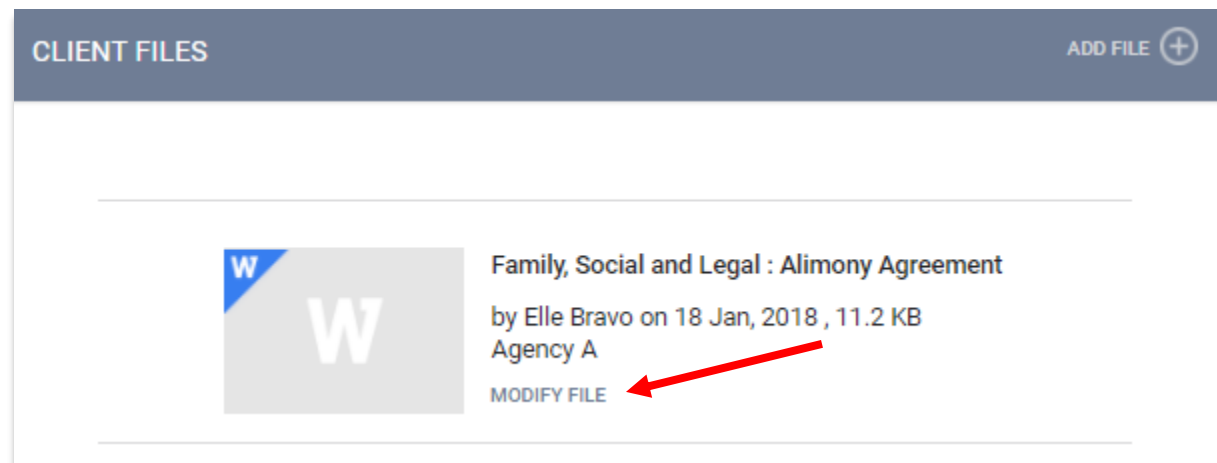 CLIENT FILES
ADD FILE
W
W
Family, Social and Legal : Alimony Agreement
by Elle Bravo on 18 Jan, 2018 , 11.2 KB
Agency A
MODIFY FILE